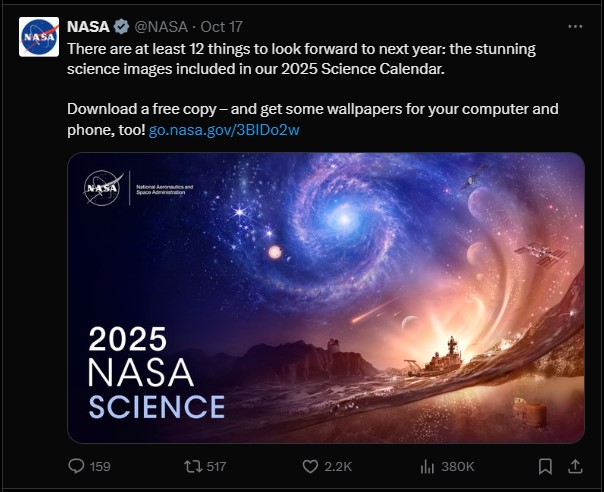 NASA @NASA · Oct 17
There are at least 12 things to look forward to next year: the stunning
science images included in our 2025 Science Calendar.
Download a free copy – and get some wallpapers for your computer and
phone, too! go.nasa.gov/3BIDo2w
NASA
National Aeronautics and
Space Administration
2025
NASA
SCIENCE
159 517 2.2K 380K